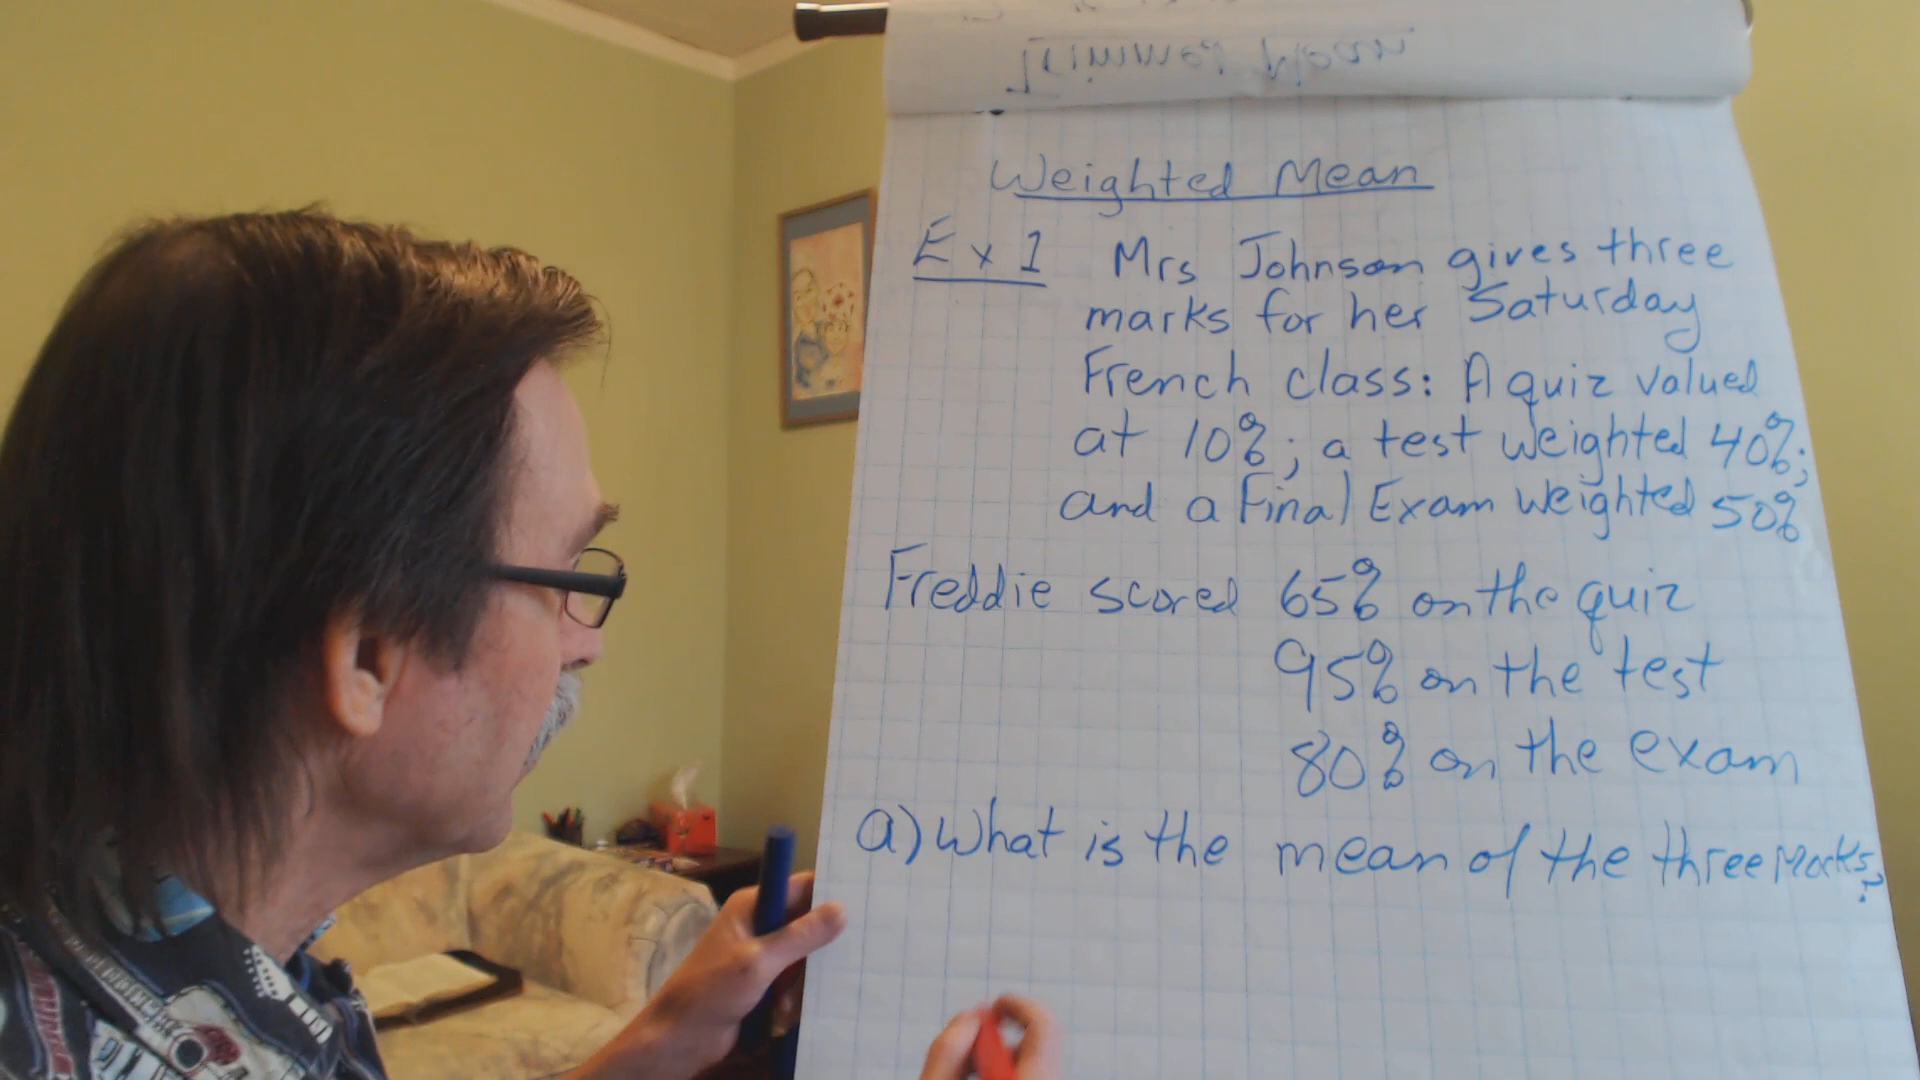 Weighted Mean
Ex 1 Mrs Johnson gives three
marks for her Saturday
French class: A quiz valued
at 10%; a test weighted 40%;
and a Final Exam weighted 50%
Freddie scored 65% on the quiz
95% on the test
80% on the exam
a) What is the mean of the three marks?